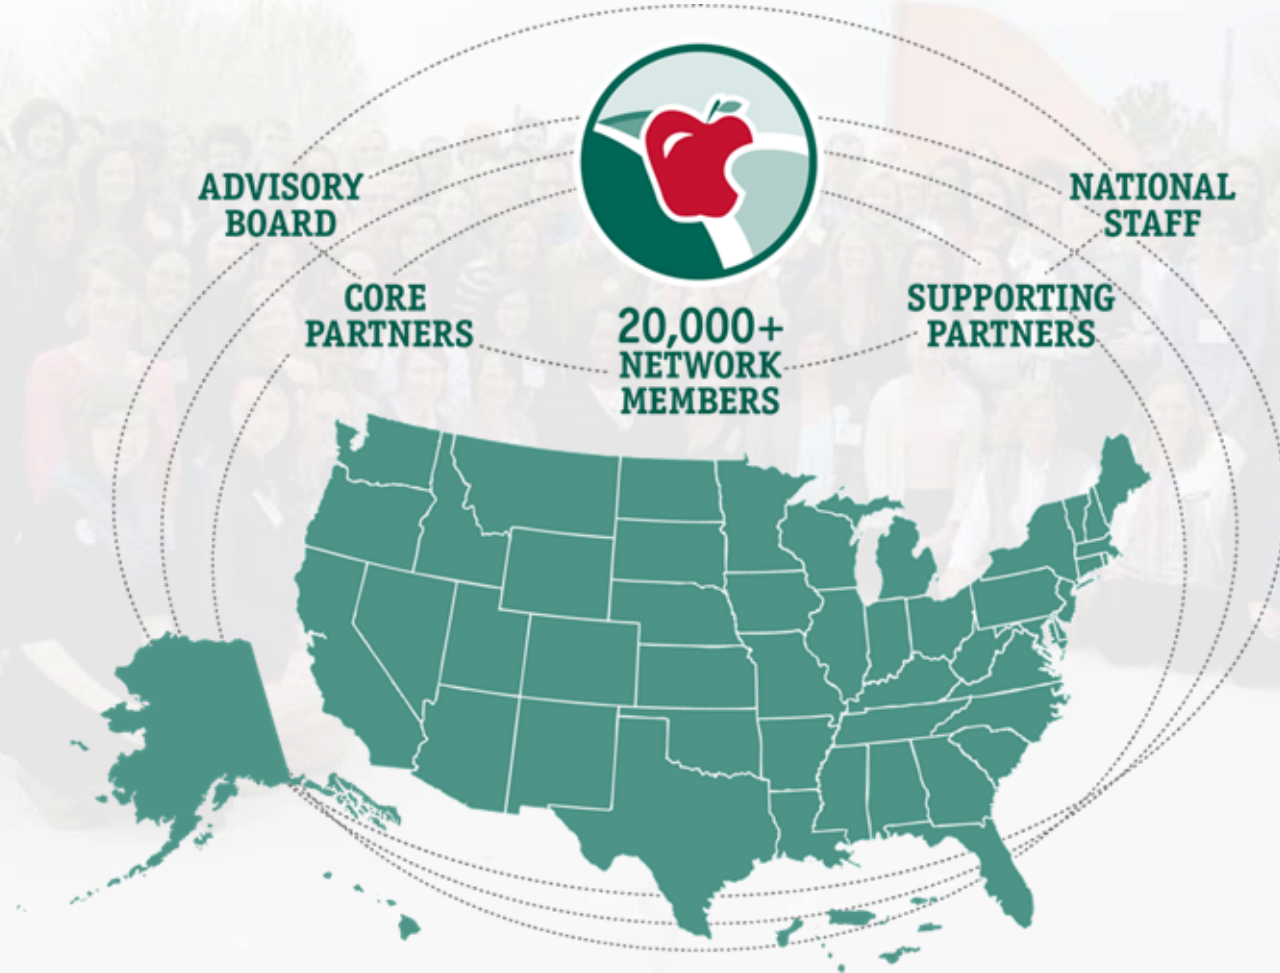 ADVISORY
BOARD
NATIONAL
STAFF
CORE
PARTNERS
20,000+
NETWORK
MEMBERS
SUPPORTING
PARTNERS